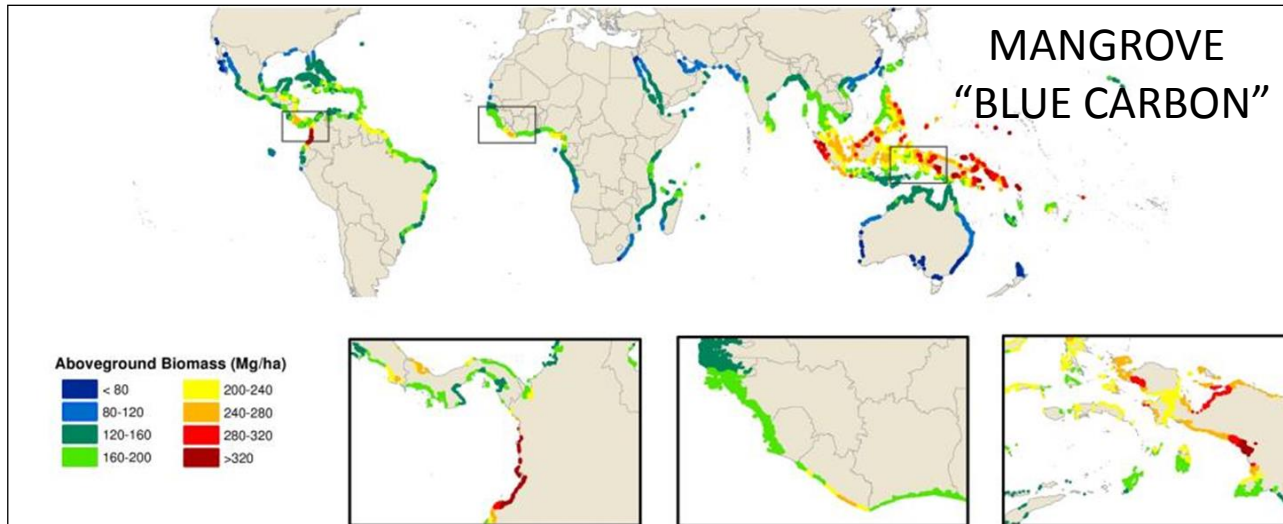 MANGROVE
“BLUE CARBON”
Aboveground Biomass (Mg/ha)
< 80
80-120
120-160
160-200
200-240
240-280
280-320
>320